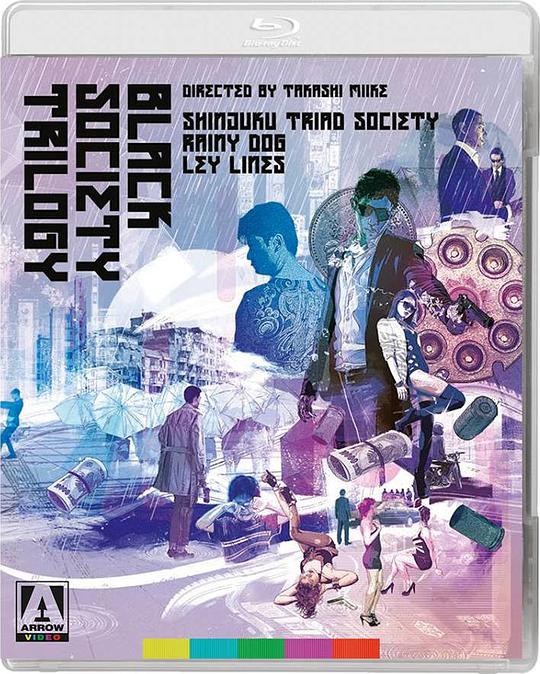 Blu-ray Disc
BLACK
SOCIETY
TRILOGY
DIRECTED BY TAKASHI MIIKE
SHINJUKU TRIAD SOCIETY
RAINY DOG
LEY LINES
ARROW
VIDEO